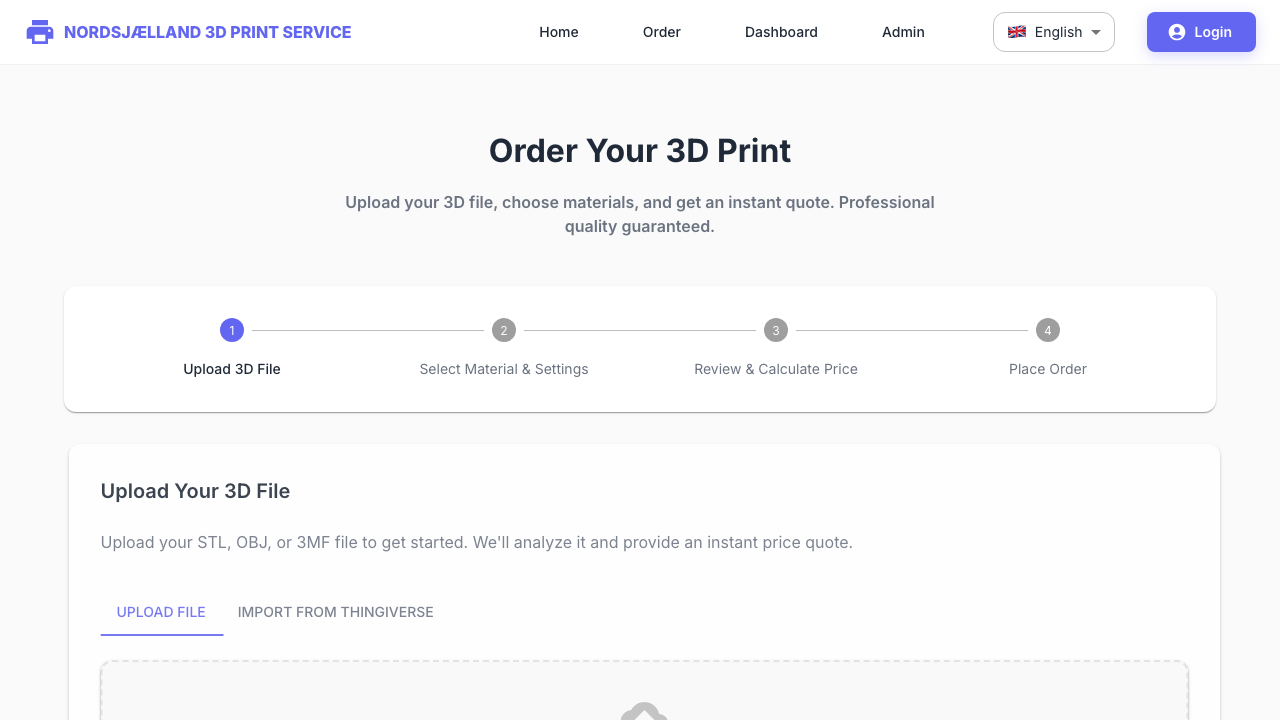 NORDSJÆLLAND 3D PRINT SERVICE
Home
Order
Dashboard
Admin
English
Login
Order Your 3D Print
Upload your 3D file, choose materials, and get an instant quote. Professional
quality guaranteed.
1
2
3
4
Upload 3D File
Select Material & Settings
Review & Calculate Price
Place Order
Upload Your 3D File
Upload your STL, OBJ, or 3MF file to get started. We'll analyze it and provide an instant price quote.
UPLOAD FILE
IMPORT FROM THINGIVERSE